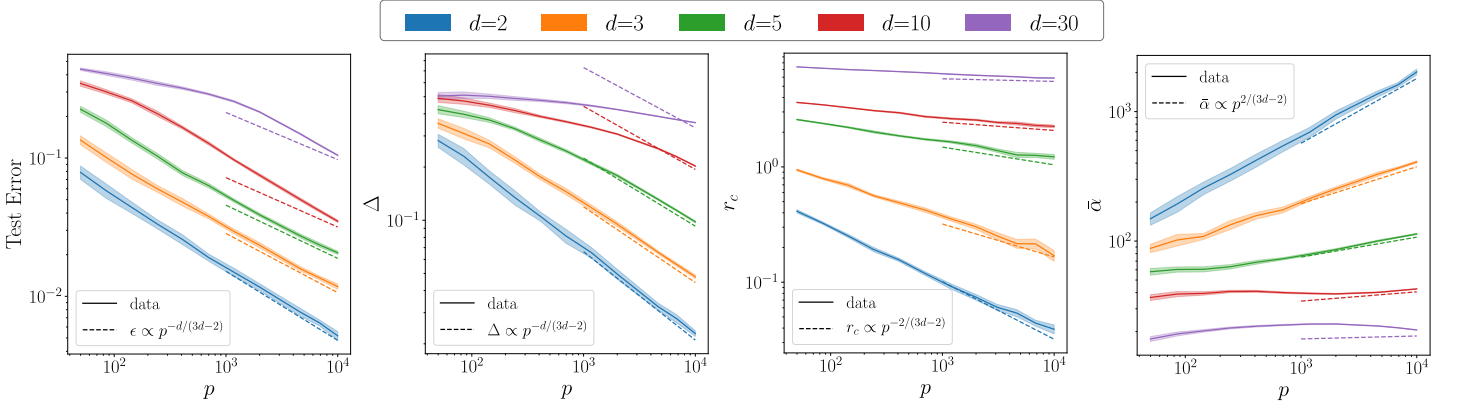 d=2 d=3 d=5 d=10 d=30
Test Error
10^{-1}
10^{-2}
data
ϵ ∝ p^{-d/(3d-2)}
10^2 10^3 10^4
p
Δ
10^{-1}
data
Δ ∝ p^{-d/(3d-2)}
10^2 10^3 10^4
p
r_c
10^0
10^{-1}
data
r_c ∝ p^{-2/(3d-2)}
10^2 10^3 10^4
p
ᾱ
10^3
10^2
data
ᾱ ∝ p^{2/(3d-2)}
10^2 10^3 10^4
p